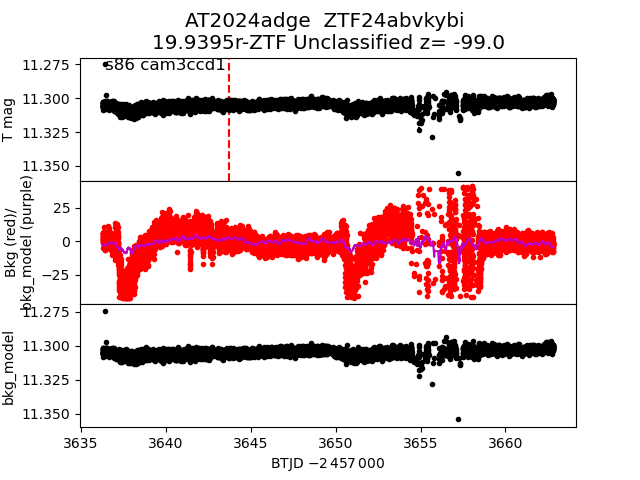 AT2024adge  ZTF24abvkybi
19.9395r-ZTF Unclassified z= -99.0
s86 cam3ccd1
T mag
11.275
11.300
11.325
11.350
Bkg (red)/
bkg_model (purple)
25
0
−25
bkg_model
11.275
11.300
11.325
11.350
3635 3640 3645 3650 3655 3660
BTJD −2 457 000